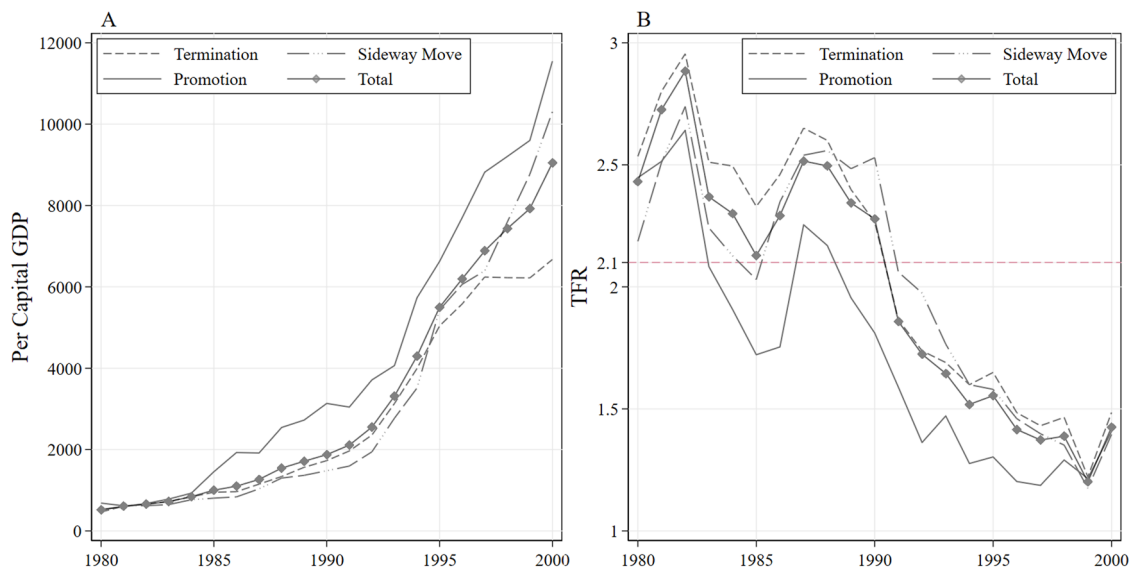 A
Per Capital GDP
12000
10000
8000
6000
4000
2000
0
Termination
Sideway Move
Promotion
Total
1980
1985
1990
1995
2000
B
TFR
3
2.5
2.1
2
1.5
1
Termination
Sideway Move
Promotion
Total
1980
1985
1990
1995
2000